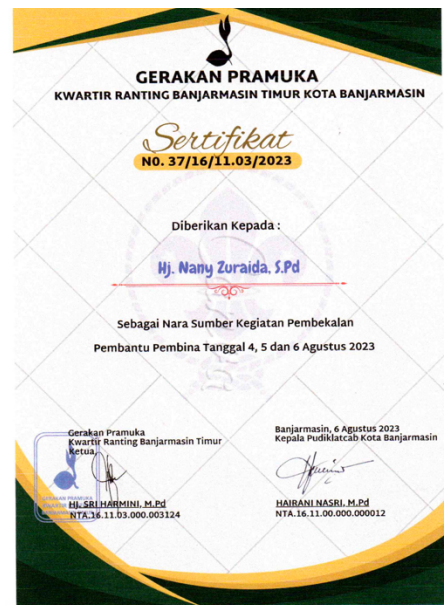 GERAKAN PRAMUKA
KWARTIR RANTING BANJARMASIN TIMUR KOTA BANJARMASIN
Sertifikat
NO. 37/16/11.03/2023
Diberikan Kepada :
Hj. Nany Zuraida, S.Pd
Sebagai Nara Sumber Kegiatan Pembekalan
Pembantu Pembina Tanggal 4, 5 dan 6 Agustus 2023
Gerakan Pramuka
Kwartir Ranting Banjarmasin Timur
Ketua,
GERAKAN PRAMUKA
HJ. SRI HARMINI, M.Pd
NTA.16.11.03.000.003124
Banjarmasin, 6 Agustus 2023
Kepala Pudiklatcab Kota Banjarmasin
HAIRANI NASRI, M.Pd
NTA.16.11.00.000.000012